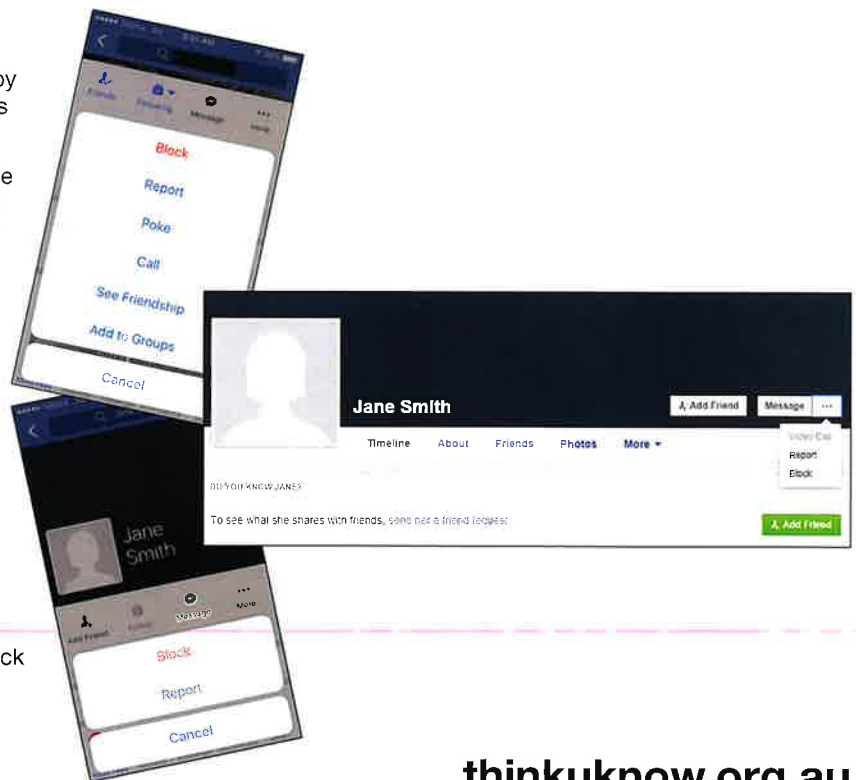 oy
s
e
Friends
Following
Message
More
Block
Report
Poke
Call
See Friendship
Add to Groups
Cancel
Jane Smith
Add Friend
Message
...
Timeline About Friends Photos More
Video Call
Report
Block
DO YOU KNOW JANE?
To see what she shares with friends, send her a friend request
Add Friend
Jane
Smith
Add Friend
Follow
Message
More
Block
Report
Cancel
ck
thinkuknow.org.au